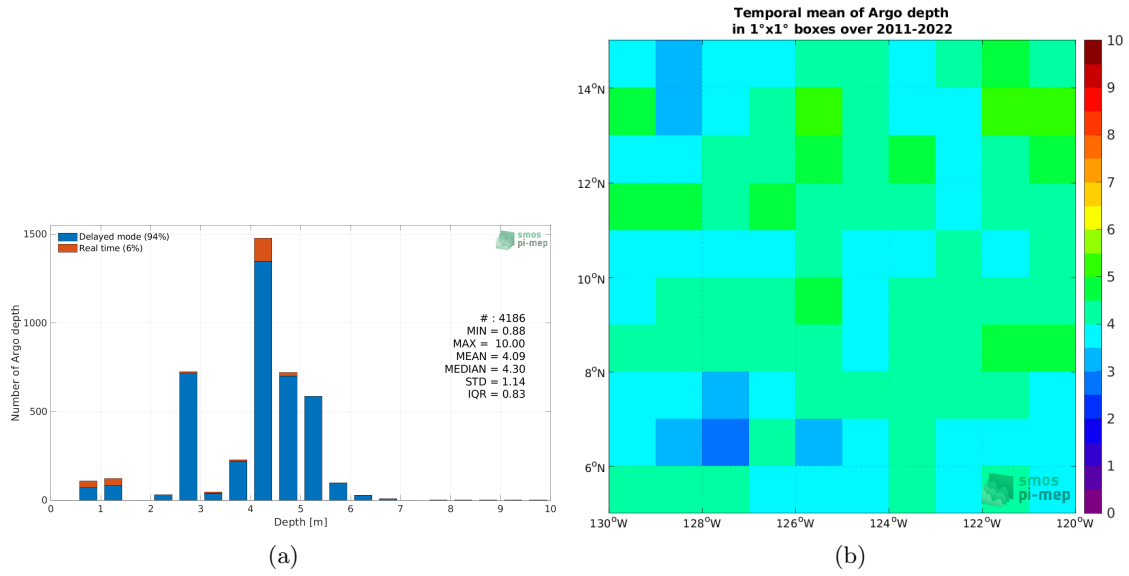 Temporal mean of Argo depth
in 1°x1° boxes over 2011-2022
Delayed mode (94%)
Real time (6%)
smos
pi-mep
# : 4186
MIN = 0.88
MAX = 10.00
MEAN = 4.09
MEDIAN = 4.30
STD = 1.14
IQR = 0.83
Number of Argo depth
1500
1000
500
0
0 1 2 3 4 5 6 7 8 9 10
Depth [m]
(a)
14°N
12°N
10°N
8°N
6°N
130°W 128°W 126°W 124°W 122°W 120°W
smos
pi-mep
10
9
8
7
6
5
4
3
2
1
0
(b)